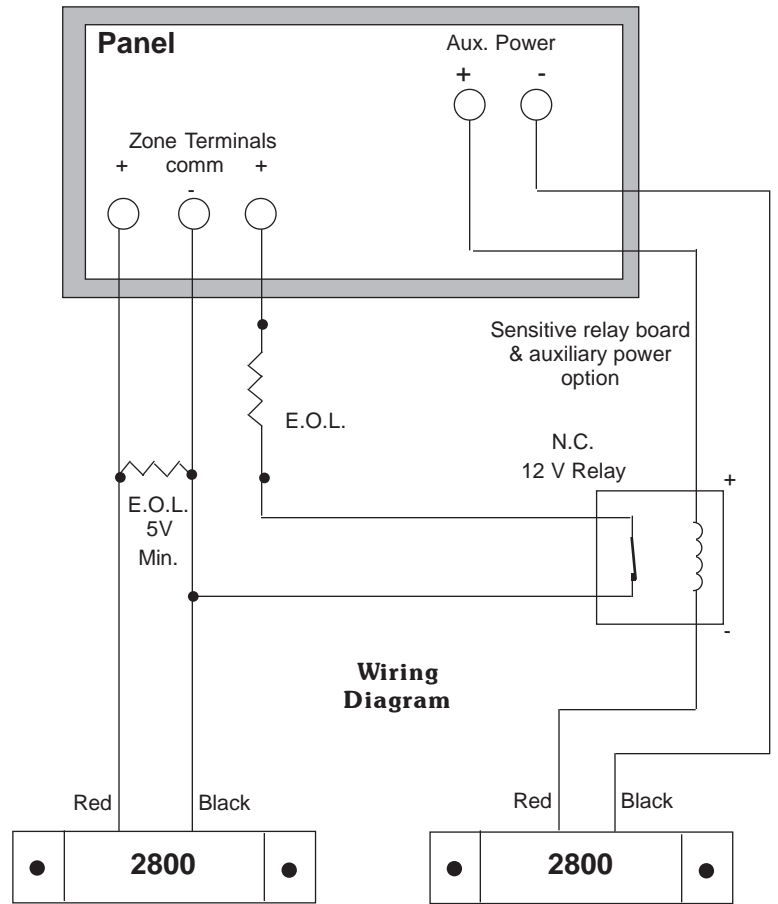 Panel
Aux. Power
+ -
Zone Terminals
+ comm +
-
Sensitive relay board
& auxiliary power
option
E.O.L.
N.C.
12 V Relay
+
E.O.L.
5V
Min.
-
Wiring
Diagram
Red Black
Red Black
2800
2800